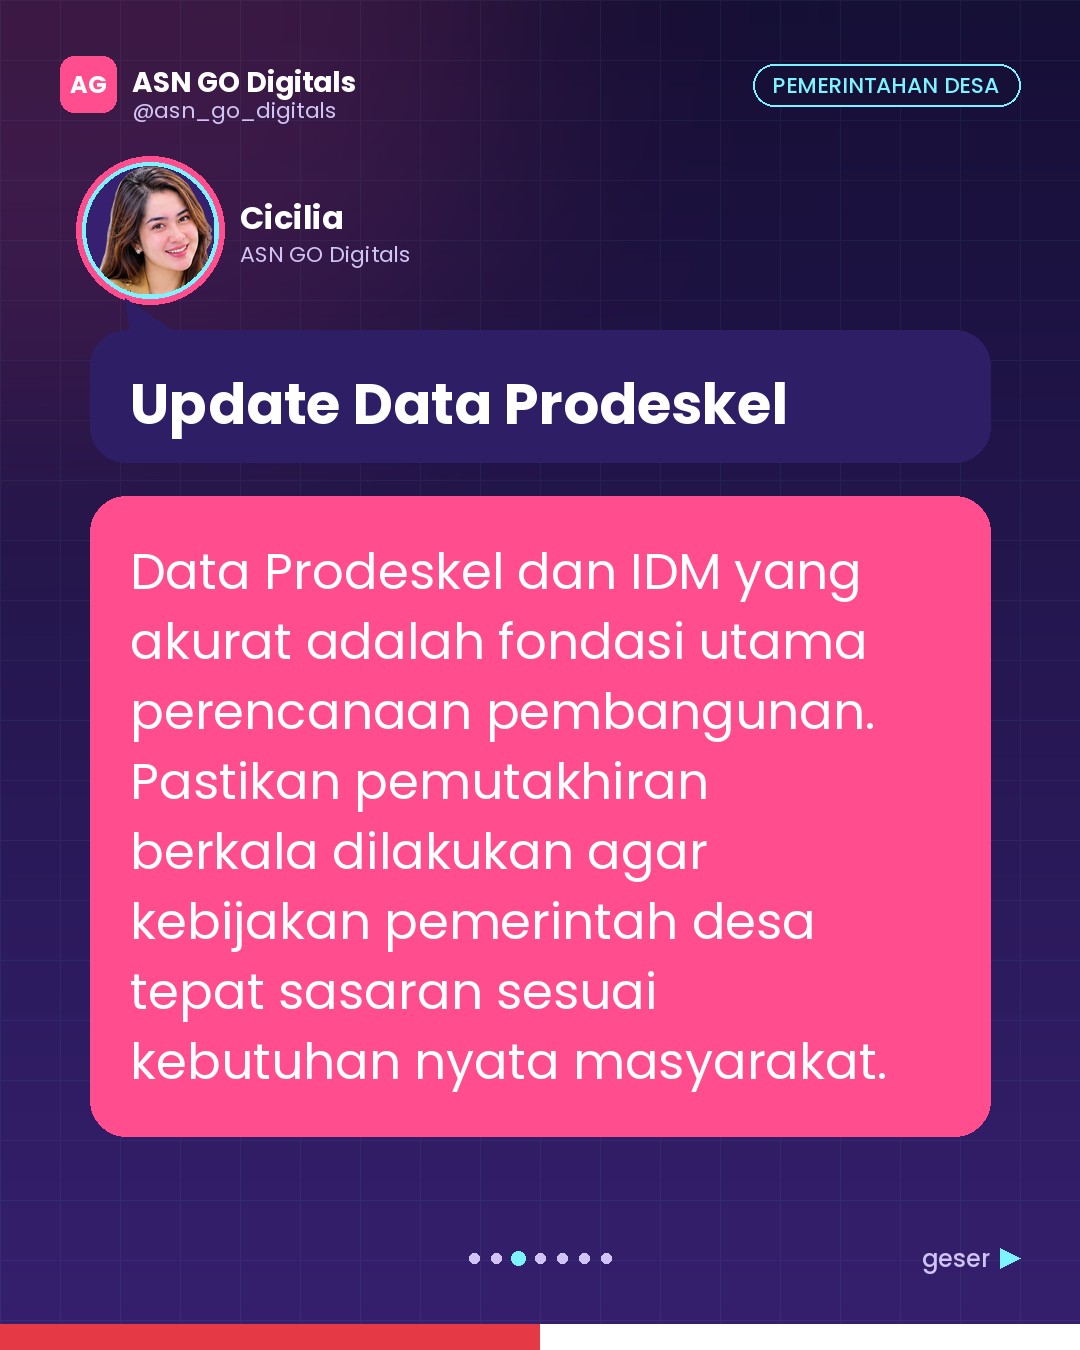 AG
ASN GO Digitals
@asn_go_digitals
PEMERINTAHAN DESA
Cicilia
ASN GO Digitals
Update Data Prodeskel
Data Prodeskel dan IDM yang
akurat adalah fondasi utama
perencanaan pembangunan.
Pastikan pemutakhiran
berkala dilakukan agar
kebijakan pemerintah desa
tepat sasaran sesuai
kebutuhan nyata masyarakat.
geser